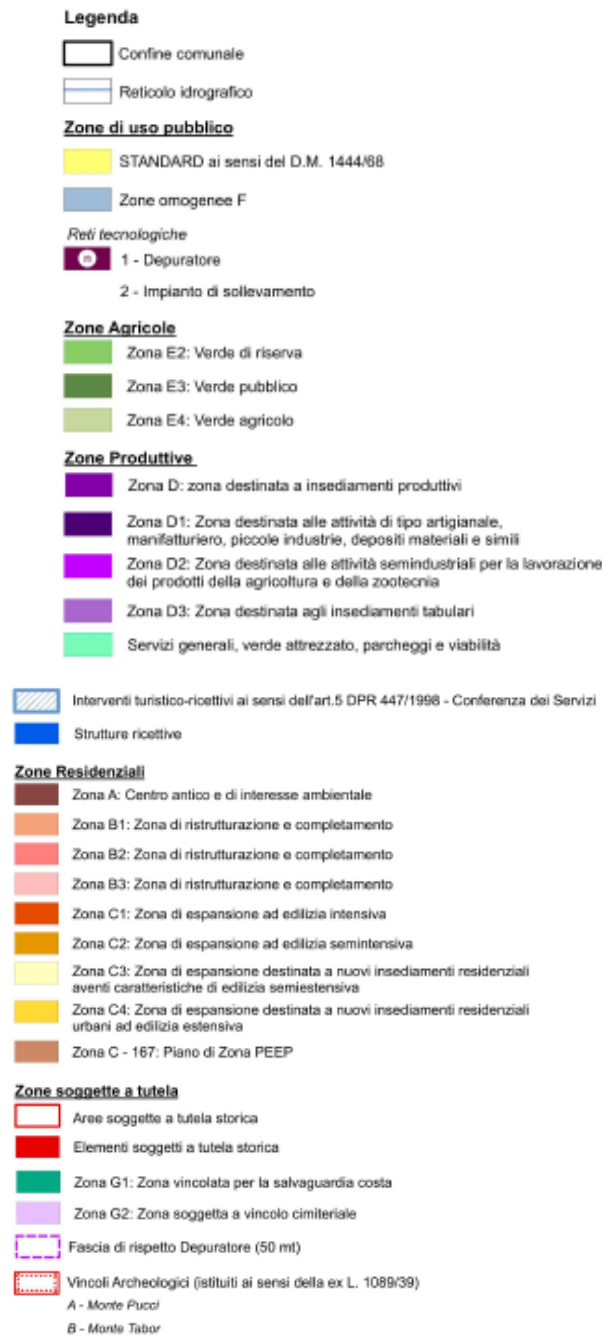 Legenda
Confine comunale
Reticolo idrografico
Zone di uso pubblico
STANDARD ai sensi del D.M. 1444/68
Zone omogenee F
Reti tecnologiche
1 - Depuratore
2 - Impianto di sollevamento
Zone Agricole
Zona E2: Verde di riserva
Zona E3: Verde pubblico
Zona E4: Verde agricolo
Zone Produttive
Zona D: zona destinata a insediamenti produttivi
Zona D1: Zona destinata alle attività di tipo artigianale,
manifatturiero, piccole industrie, depositi materiali e simili
Zona D2: Zona destinata alle attività semindustriali per la lavorazione
dei prodotti della agricoltura e della zootecnia
Zona D3: Zona destinata agli insediamenti tabulari
Servizi generali, verde attrezzato, parcheggi e viabilità
Interventi turistico-ricettivi ai sensi dell'art.5 DPR 447/1998 - Conferenza dei Servizi
Strutture ricettive
Zone Residenziali
Zona A: Centro antico e di interesse ambientale
Zona B1: Zona di ristrutturazione e completamento
Zona B2: Zona di ristrutturazione e completamento
Zona B3: Zona di ristrutturazione e completamento
Zona C1: Zona di espansione ad edilizia intensiva
Zona C2: Zona di espansione ad edilizia semintensiva
Zona C3: Zona di espansione destinata a nuovi insediamenti residenziali
aventi caratteristiche di edilizia semiestensiva
Zona C4: Zona di espansione destinata a nuovi insediamenti residenziali
urbani ad edilizia estensiva
Zona C - 167: Piano di Zona PEEP
Zone soggette a tutela
Aree soggette a tutela storica
Elementi soggetti a tutela storica
Zona G1: Zona vincolata per la salvaguardia costa
Zona G2: Zona soggetta a vincolo cimiteriale
Fascia di rispetto Depuratore (50 mt)
Vincoli Archeologici (istituiti ai sensi della ex L. 1089/39)
A - Monte Pucci
B - Monte Tabor